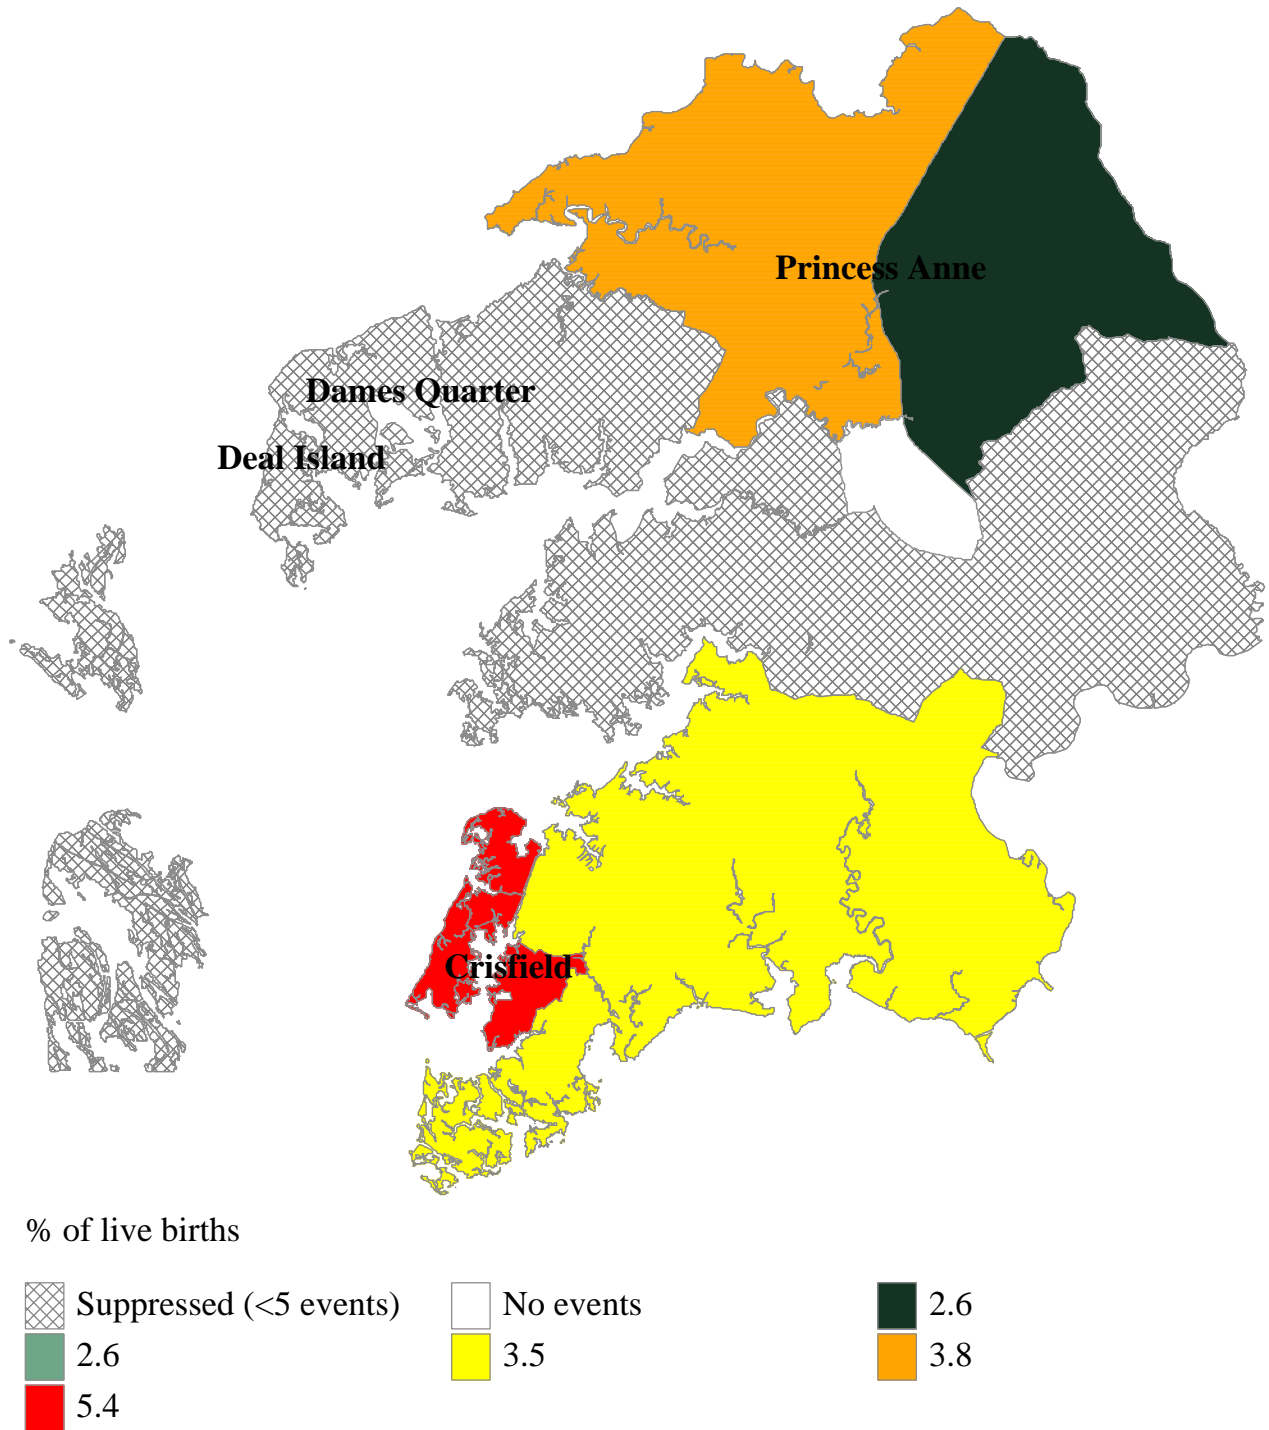 Princess Anne
Dames Quarter
Deal Island
Crisfield
% of live births
Suppressed (<5 events) No events 2.6
2.6 3.5 3.8
5.4